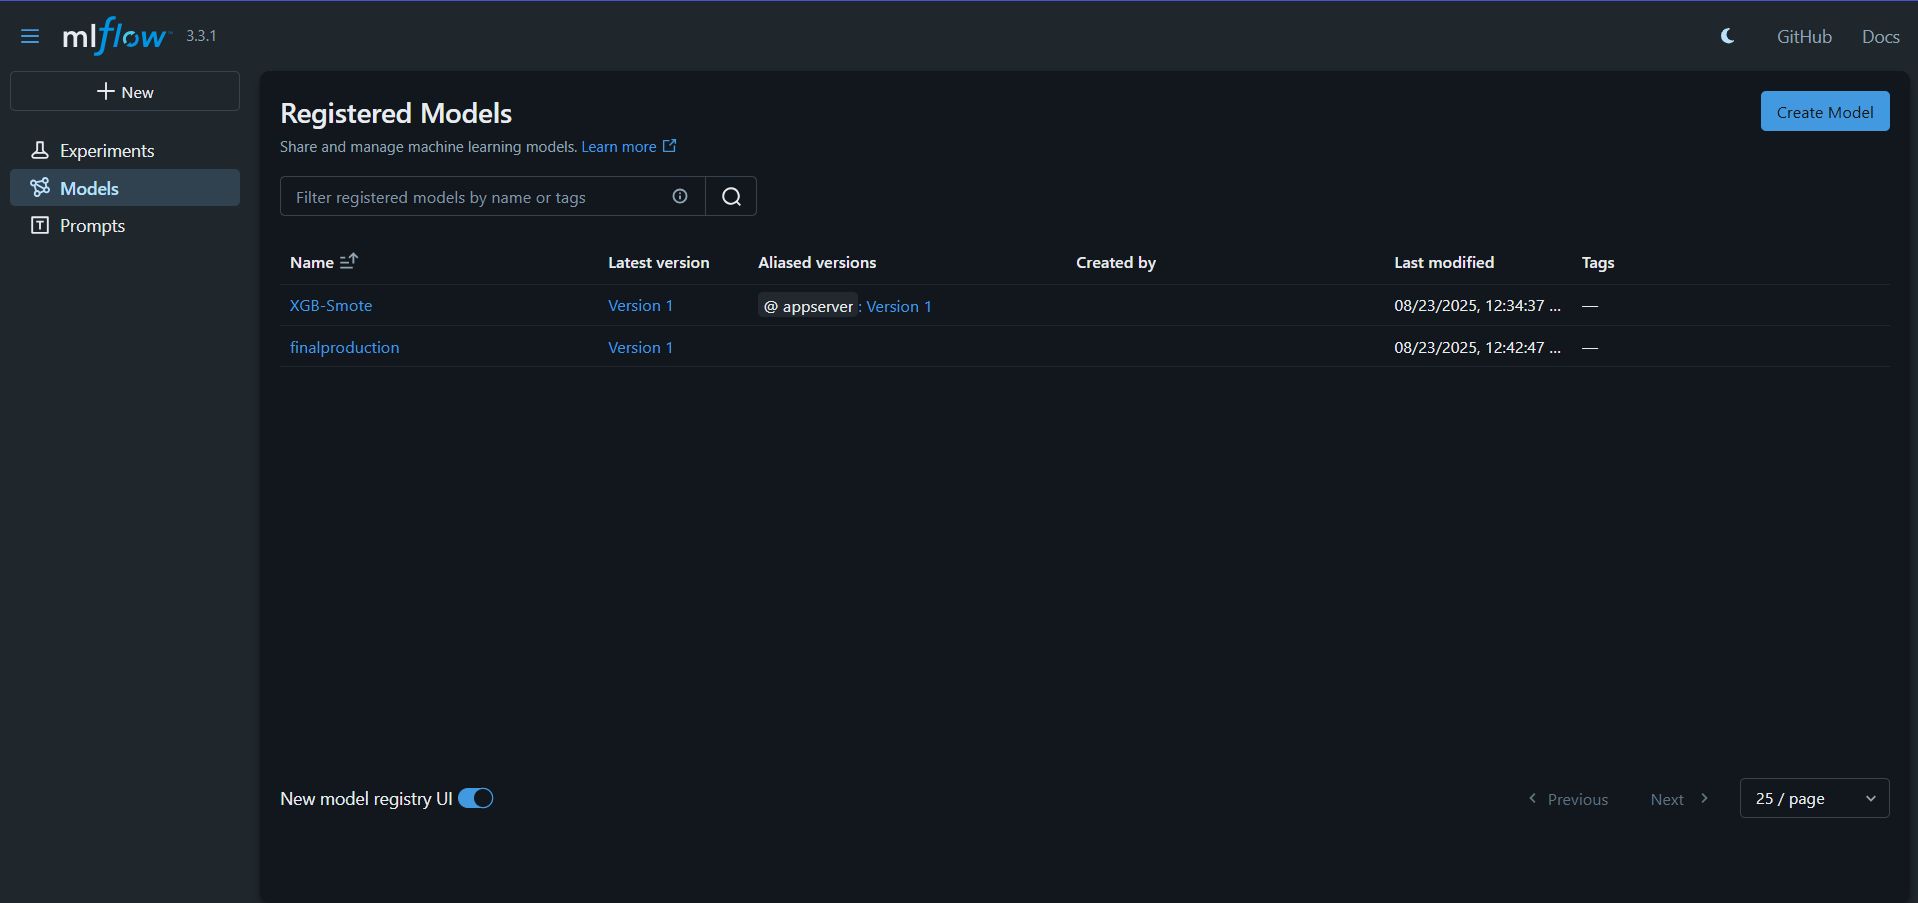 mlflow™ 3.3.1
GitHub Docs
New
Experiments
Models
Prompts
Registered Models
Create Model
Share and manage machine learning models. Learn more
Filter registered models by name or tags
Name Latest version Aliased versions Created by Last modified Tags
XGB-Smote Version 1 @ appserver : Version 1 08/23/2025, 12:34:37 ... —
finalproduction Version 1 08/23/2025, 12:42:47 ... —
New model registry UI
Previous Next 25 / page